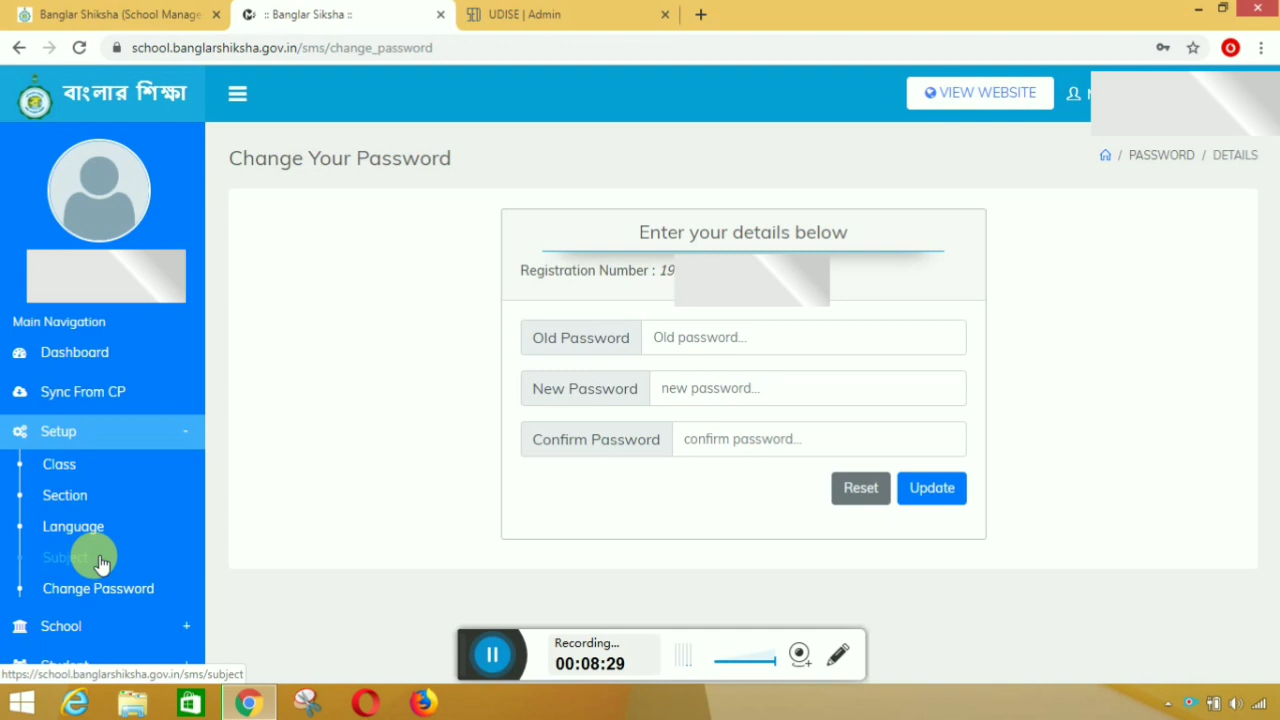 Banglar Shiksha (School Manage
:: Banglar Siksha ::
UDISE | Admin
school.banglarshiksha.gov.in/sms/change_password
বাংলার শিক্ষা
VIEW WEBSITE
Change Your Password
/ PASSWORD / DETAILS
Enter your details below
Registration Number : 19
Old Password
Old password...
New Password
new password...
Confirm Password
confirm password...
Reset
Update
Main Navigation
Dashboard
Sync From CP
Setup
Class
Section
Language
Subject
Change Password
School
Student
https://school.banglarshiksha.gov.in/sms/subject
Recording...
00:08:29